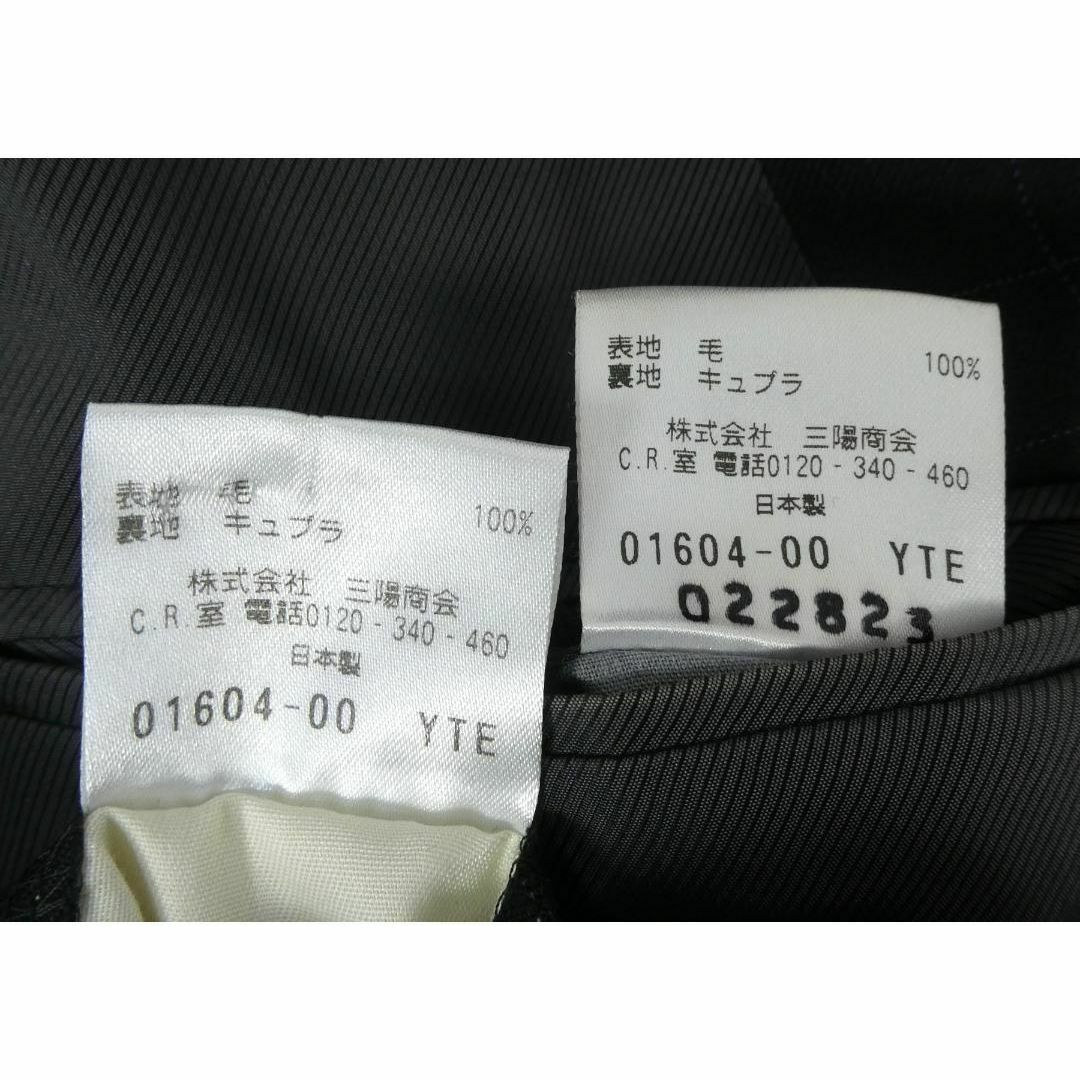 表地 毛 100%
裏地 キュプラ
株式会社 三陽商会
C.R.室 電話0120-340-460
日本製
01604-00 YTE
表地 毛 100%
裏地 キュプラ
株式会社 三陽商会
C.R.室 電話0120-340-460
日本製
01604-00 YTE
022823